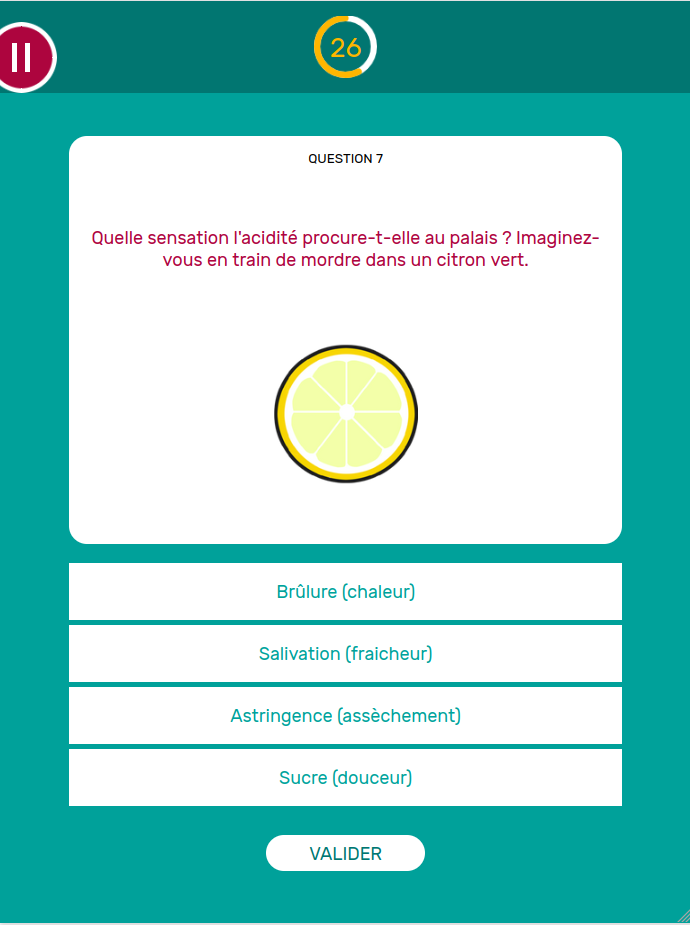 26
QUESTION 7
Quelle sensation l'acidité procure-t-elle au palais ? Imaginez-
vous en train de mordre dans un citron vert.
Brûlure (chaleur)
Salivation (fraicheur)
Astringence (assèchement)
Sucre (douceur)
VALIDER